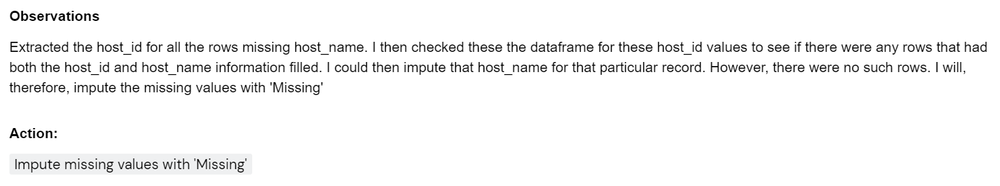 Observations
Extracted the host_id for all the rows missing host_name. I then checked these the dataframe for these host_id values to see if there were any rows that had
both the host_id and host_name information filled. I could then impute that host_name for that particular record. However, there were no such rows. I will,
therefore, impute the missing values with 'Missing'
Action:
Impute missing values with 'Missing'